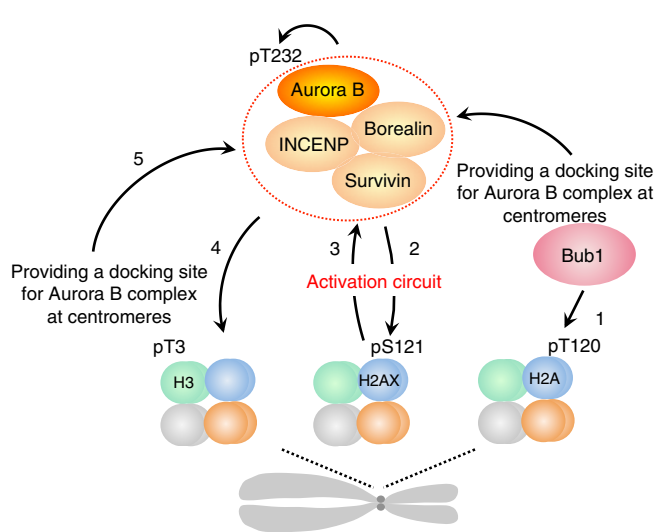 pT232
Aurora B
Borealin
INCENP
Survivin
5
Providing a docking site
for Aurora B complex at
centromeres
Bub1
4
3
2
Activation circuit
Providing a docking site
for Aurora B complex
at centromeres
1
pT3
pS121
pT120
H3
H2AX
H2A